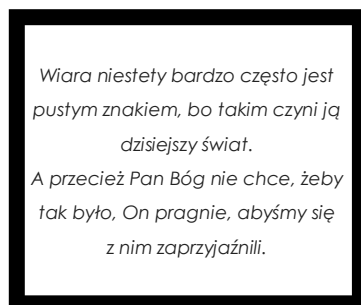 Wiara niestety bardzo często jest
pustym znakiem, bo takim czyni ją
dzisiejszy świat.
A przecież Pan Bóg nie chce, żeby
tak było, On pragnie, abyśmy się
z nim zaprzyjaźnili.